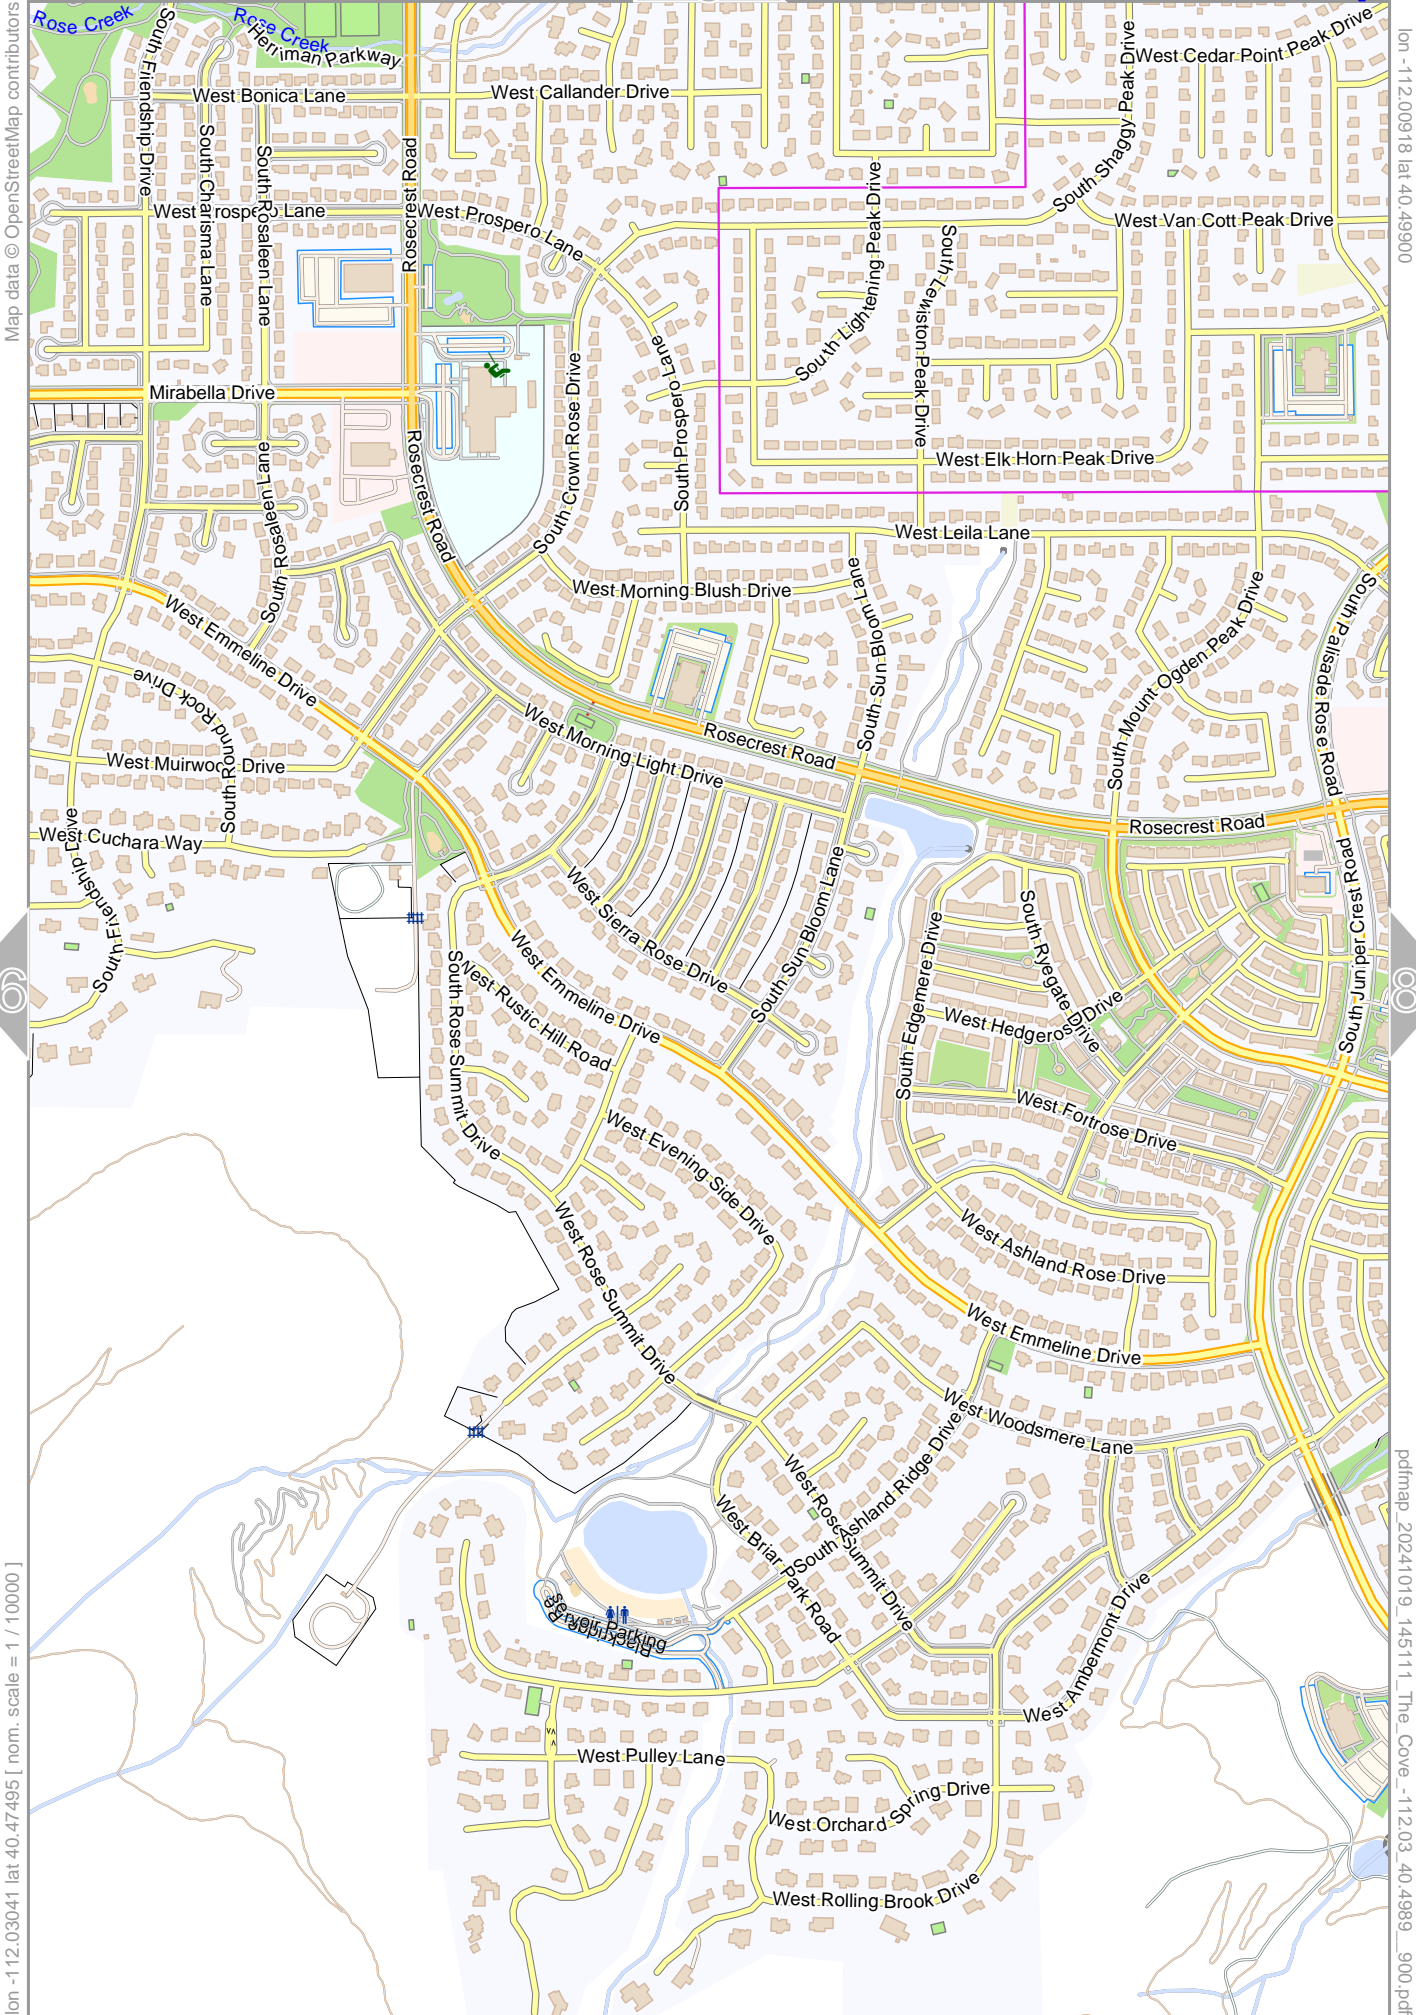 Rose Creek
Rose Creek
Herriman Parkway
South Friendship Drive
West Bonica Lane
West Callander Drive
West Cedar Point Peak Drive
South Shaggy Peak Drive
South Charisma Lane
South Rosaleen Lane
Rosecrest Road
West Prospero Lane
West Prospero Lane
West Van Cott Peak Drive
South Lightening Peak Drive
South Lewiston Peak Drive
Mirabella Drive
South Crown Rose Drive
South Prospero Lane
West Elk Horn Peak Drive
South Rosaleen Lane
Rosecrest Road
West Leila Lane
West Morning Blush Drive
South Sun Bloom Lane
South Mount Ogden Peak Drive
South Palisade Rose Road
West Emmeline Drive
South Round Rock Drive
West Muirwood Drive
South Round
West Morning Light Drive
Rosecrest Road
Rosecrest Road
West Cuchara Way
South Friendship Drive
West Sierra Rose Drive
South Sun Bloom Lane
South Edgemere Drive
South Ryegate Drive
South Juniper Crest Road
West Emmeline Drive
West Rustic Hill Road
South Rose Summit Drive
West Hedgerose Drive
West Fortrose Drive
West Evening Side Drive
West Rose Summit Drive
West Ashland Rose Drive
West Emmeline Drive
West Woodsmere Lane
South Ashland Ridge Drive
West Rose Summit Drive
West Briar Park Road
Blackridge Reservoir Parking
West Ambermont Drive
West Pulley Lane
West Orchard Spring Drive
West Rolling Brook Drive
6
8
Map data © OpenStreetMap contributors
lon -112.03041 lat 40.47495 [ nom. scale = 1 / 10000 ]
lon -112.00918 lat 40.49900
pdfmap_20241019_145111_The_Cove_-112.03_40.4989__900.pdf